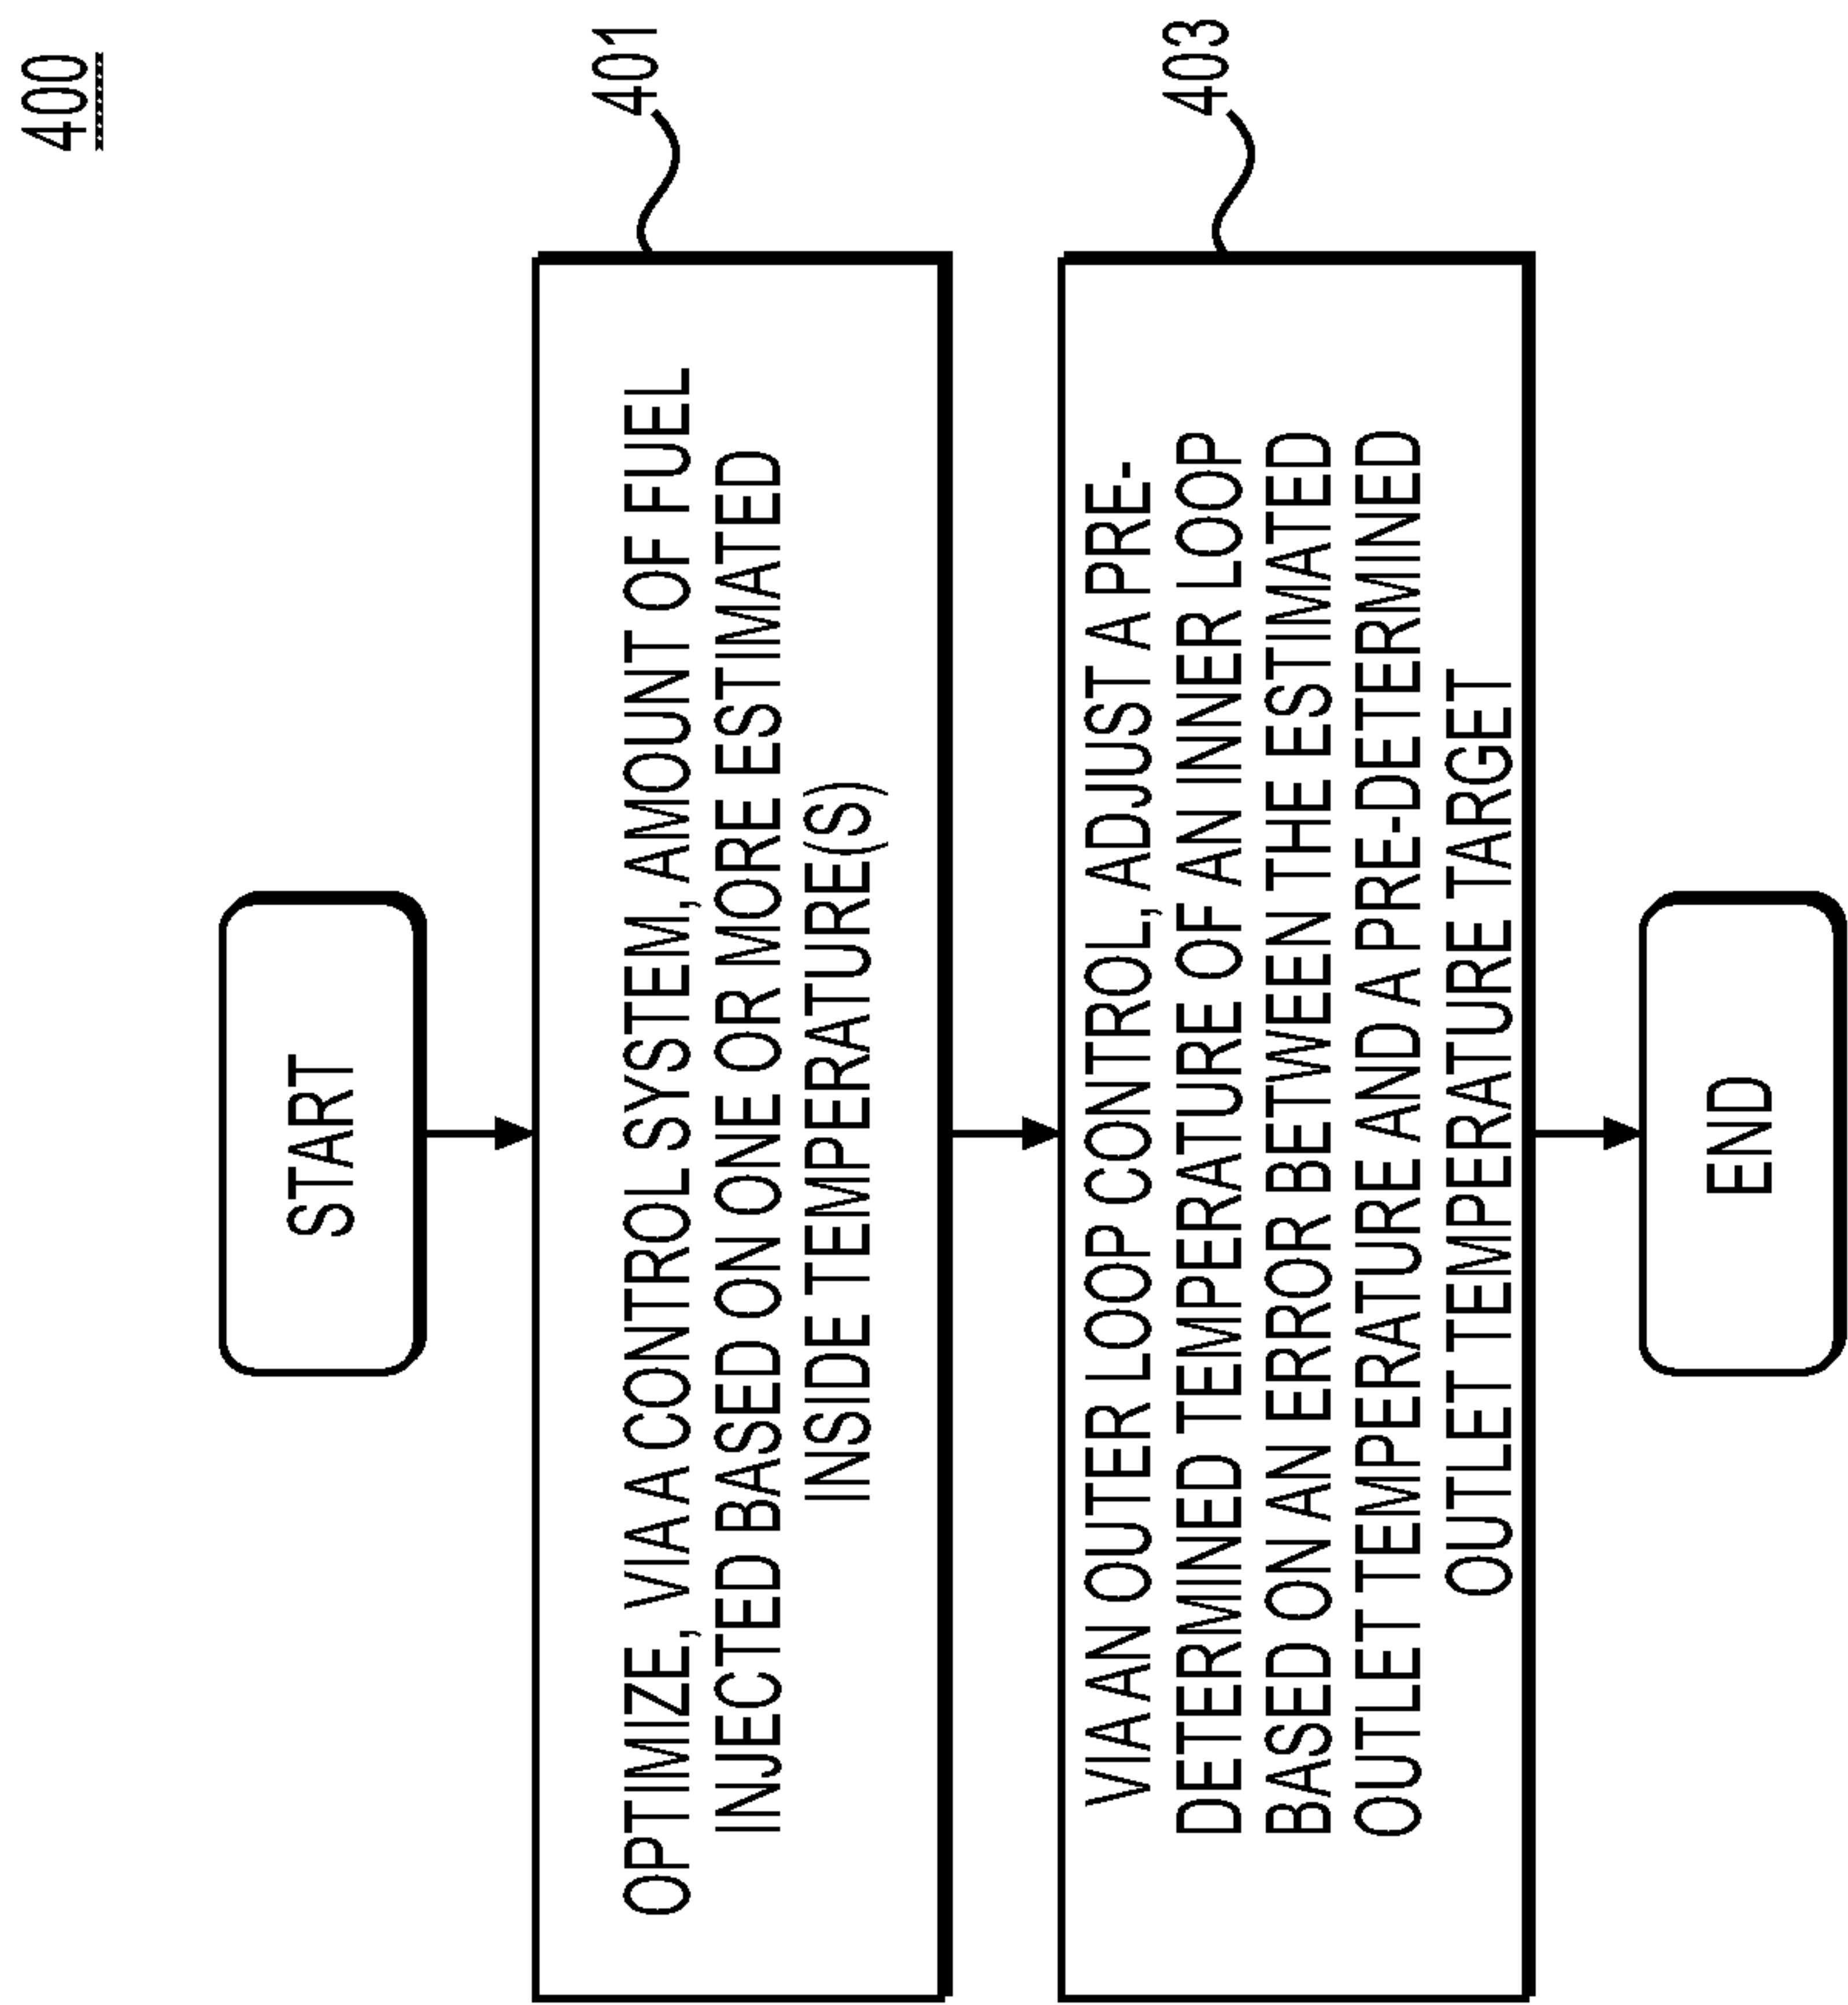 400
START
401
OPTIMIZE, VIA A CONTROL SYSTEM, AMOUNT OF FUEL
INJECTED BASED ON ONE OR MORE ESTIMATED
INSIDE TEMPERATURE(S)
403
VIA AN OUTER LOOP CONTROL, ADJUST A PRE-
DETERMINED TEMPERATURE OF AN INNER LOOP
BASED ON AN ERROR BETWEEN THE ESTIMATED
OUTLET TEMPERATURE AND A PRE-DETERMINED
OUTLET TEMPERATURE TARGET
END